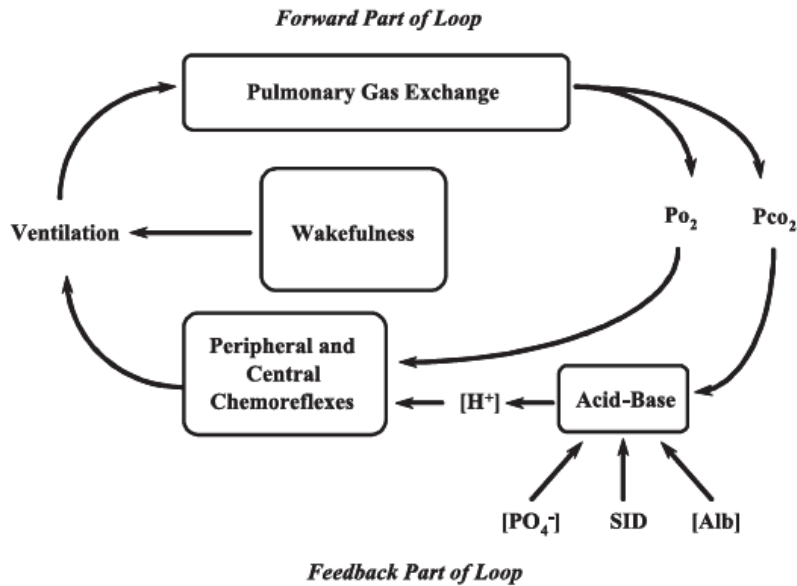 Forward Part of Loop
Pulmonary Gas Exchange
Po₂
Pco₂
Ventilation
Wakefulness
Peripheral and
Central
Chemoreflexes
[H⁺]
Acid-Base
[PO₄⁻]
SID
[Alb]
Feedback Part of Loop